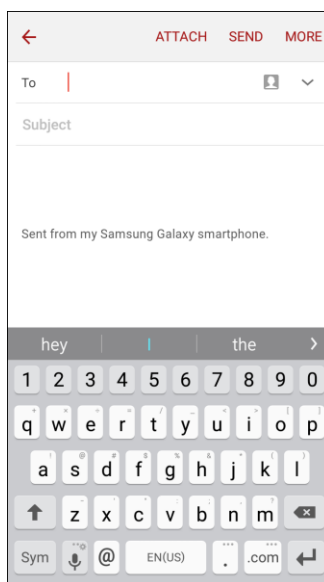 ATTACH SEND MORE
To
Subject
Sent from my Samsung Galaxy smartphone.
hey I the
1 2 3 4 5 6 7 8 9 0
q w e r t y u i o p
a s d f g h j k l
z x c v b n m
Sym @ EN(US) . .com